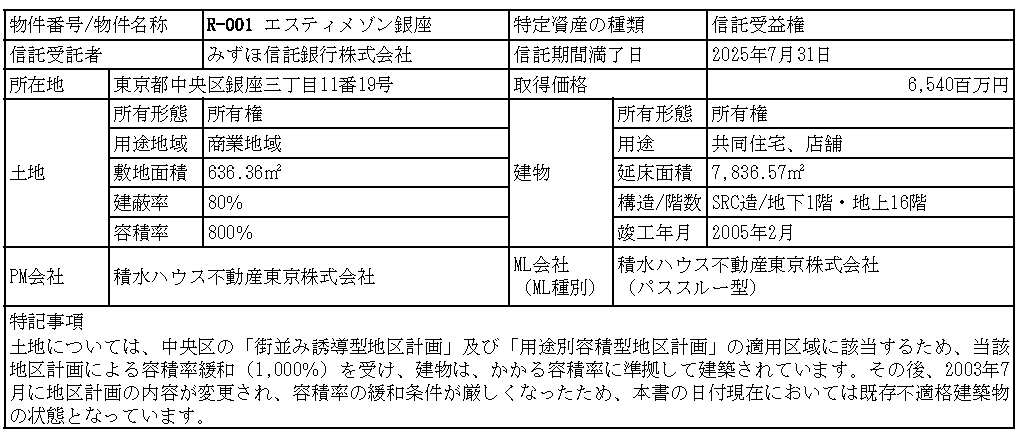 物件番号/物件名称 R-001 エスティメゾン銀座 特定資産の種類 信託受益権
信託受託者 みずほ信託銀行株式会社 信託期間満了日 2025年7月31日
所在地 東京都中央区銀座三丁目11番19号 取得価格 6,540百万円
土地 所有形態 所有権 建物 所有形態 所有権
用途地域 商業地域 用途 共同住宅、店舗
敷地面積 636.36㎡ 延床面積 7,836.57㎡
建蔽率 80% 構造/階数 SRC造/地下1階・地上16階
容積率 800% 竣工年月 2005年2月
PM会社 積水ハウス不動産東京株式会社 ML会社 積水ハウス不動産東京株式会社
（ML種別） （パススルー型）
特記事項
土地については、中央区の「街並み誘導型地区計画」及び「用途別容積型地区計画」の適用区域に該当するため、当該
地区計画による容積率緩和（1,000%）を受け、建物は、かかる容積率に準拠して建築されています。その後、2003年7
月に地区計画の内容が変更され、容積率の緩和条件が厳しくなったため、本書の日付現在においては既存不適格建築物
の状態となっています。